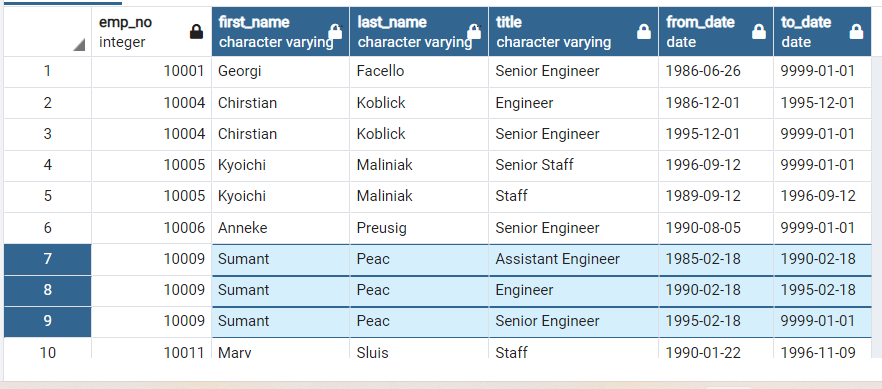 emp_no first_name last_name title from_date to_date
integer character varying character varying character varying date date
1 10001 Georgi Facello Senior Engineer 1986-06-26 9999-01-01
2 10004 Chirstian Koblick Engineer 1986-12-01 1995-12-01
3 10004 Chirstian Koblick Senior Engineer 1995-12-01 9999-01-01
4 10005 Kyoichi Maliniak Senior Staff 1996-09-12 9999-01-01
5 10005 Kyoichi Maliniak Staff 1989-09-12 1996-09-12
6 10006 Anneke Preusig Senior Engineer 1990-08-05 9999-01-01
7 10009 Sumant Peac Assistant Engineer 1985-02-18 1990-02-18
8 10009 Sumant Peac Engineer 1990-02-18 1995-02-18
9 10009 Sumant Peac Senior Engineer 1995-02-18 9999-01-01
10 10011 Mary Sluis Staff 1990-01-22 1996-11-09